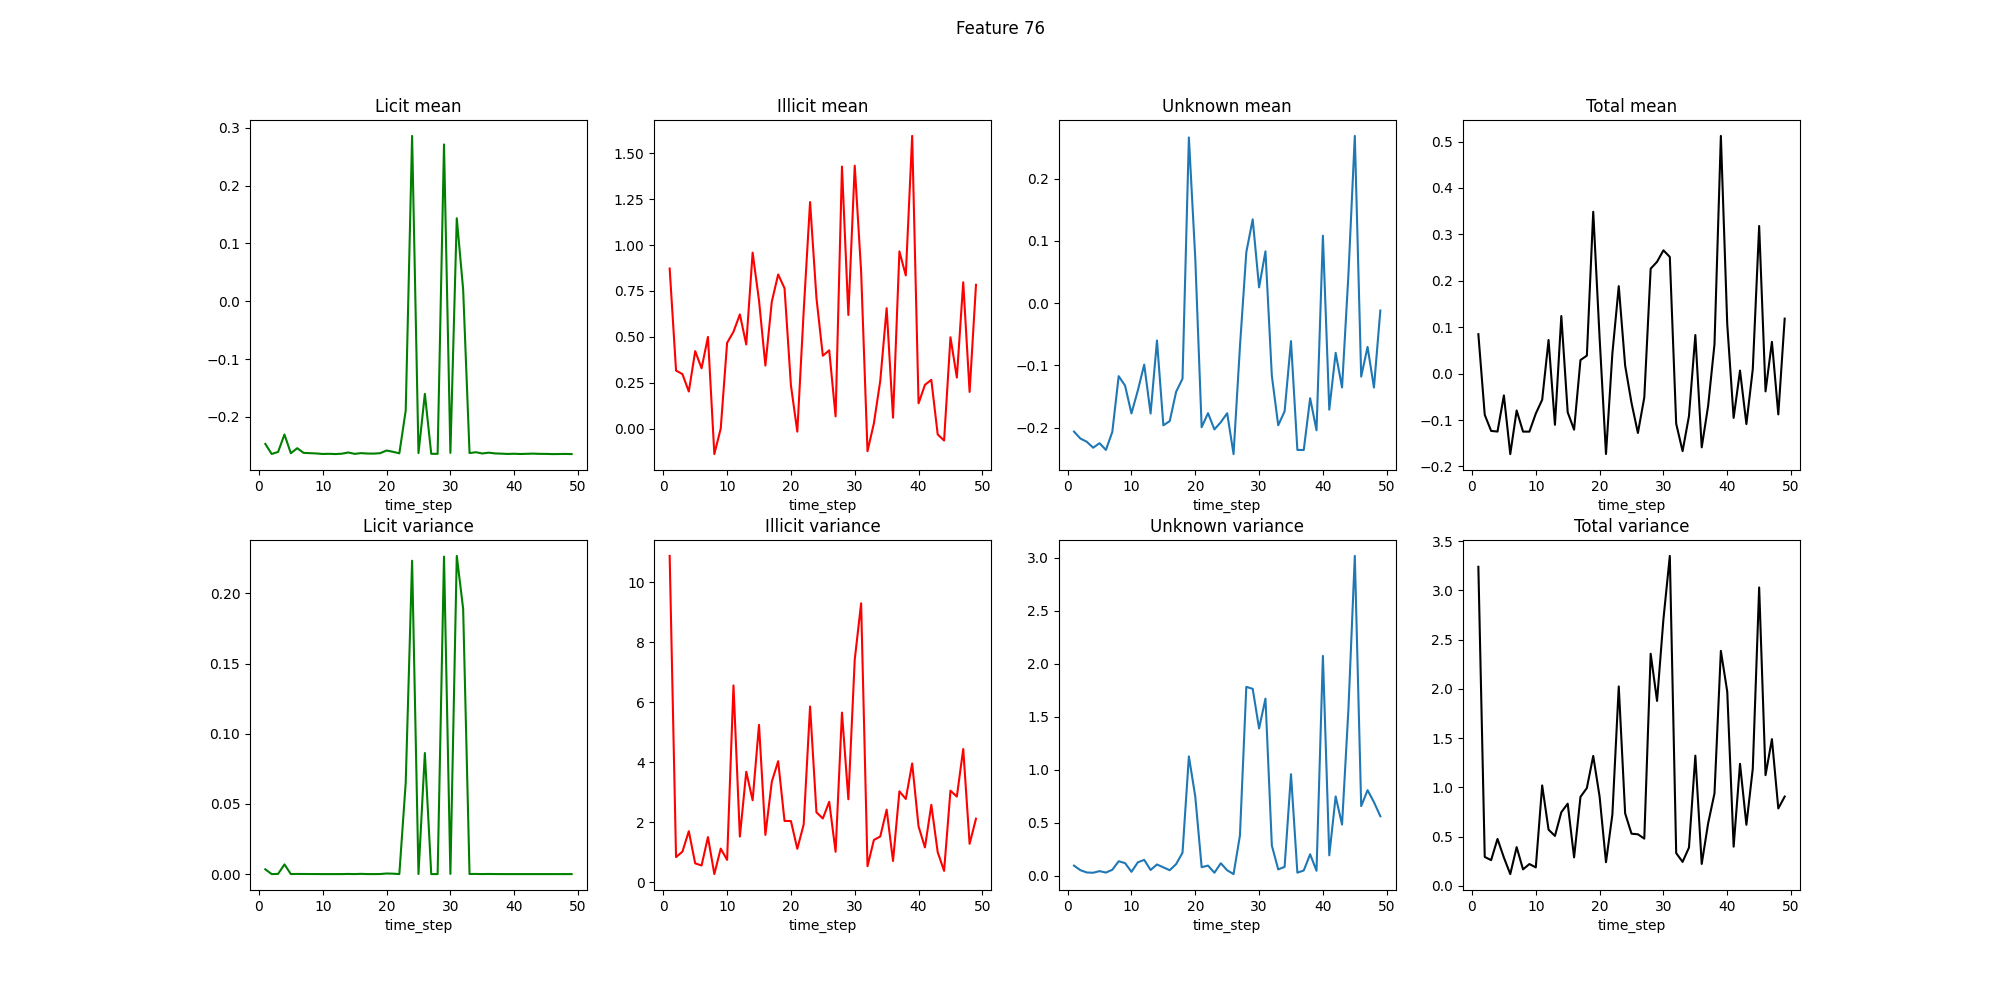 Feature 76
Licit mean
Illicit mean
Unknown mean
Total mean
0.3
0.2
0.1
0.0
−0.1
−0.2
1.50
1.25
1.00
0.75
0.50
0.25
0.00
0.2
0.1
0.0
−0.1
−0.2
0.5
0.4
0.3
0.2
0.1
0.0
−0.1
−0.2
0 10 20 30 40 50
0 10 20 30 40 50
0 10 20 30 40 50
0 10 20 30 40 50
time_step
time_step
time_step
time_step
Licit variance
Illicit variance
Unknown variance
Total variance
0.20
0.15
0.10
0.05
0.00
10
8
6
4
2
0
3.0
2.5
2.0
1.5
1.0
0.5
0.0
3.5
3.0
2.5
2.0
1.5
1.0
0.5
0.0
0 10 20 30 40 50
0 10 20 30 40 50
0 10 20 30 40 50
0 10 20 30 40 50
time_step
time_step
time_step
time_step